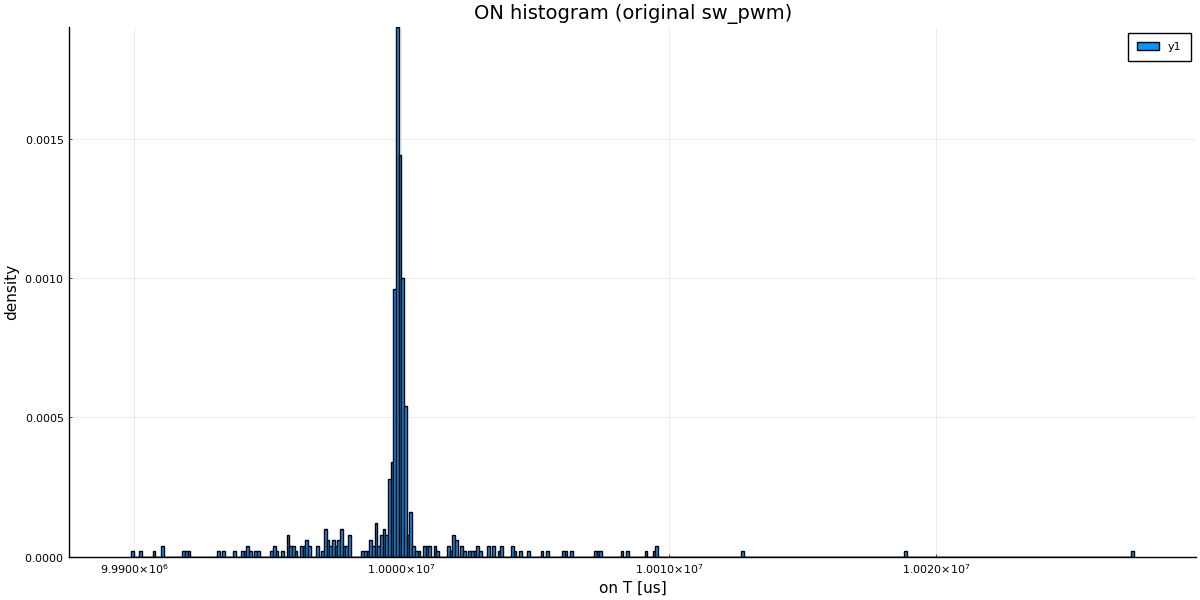 ON histogram (original sw_pwm)
y1
density
0.0015
0.0010
0.0005
0.0000
9.9900×10⁶
1.0000×10⁷
1.0010×10⁷
1.0020×10⁷
on T [us]